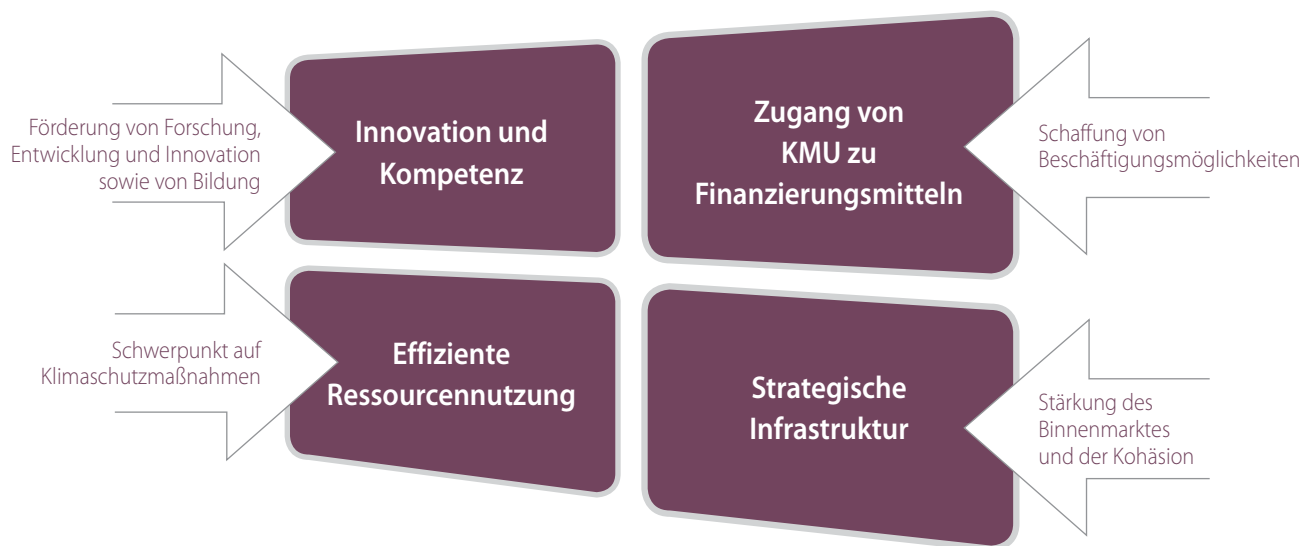 Förderung von Forschung,
Entwicklung und Innovation
sowie von Bildung
Innovation und
Kompetenz
Zugang von
KMU zu
Finanzierungsmitteln
Schaffung von
Beschäftigungsmöglichkeiten
Schwerpunkt auf
Klimaschutzmaßnahmen
Effiziente
Ressourcennutzung
Strategische
Infrastruktur
Stärkung des
Binnenmarktes
und der Kohäsion